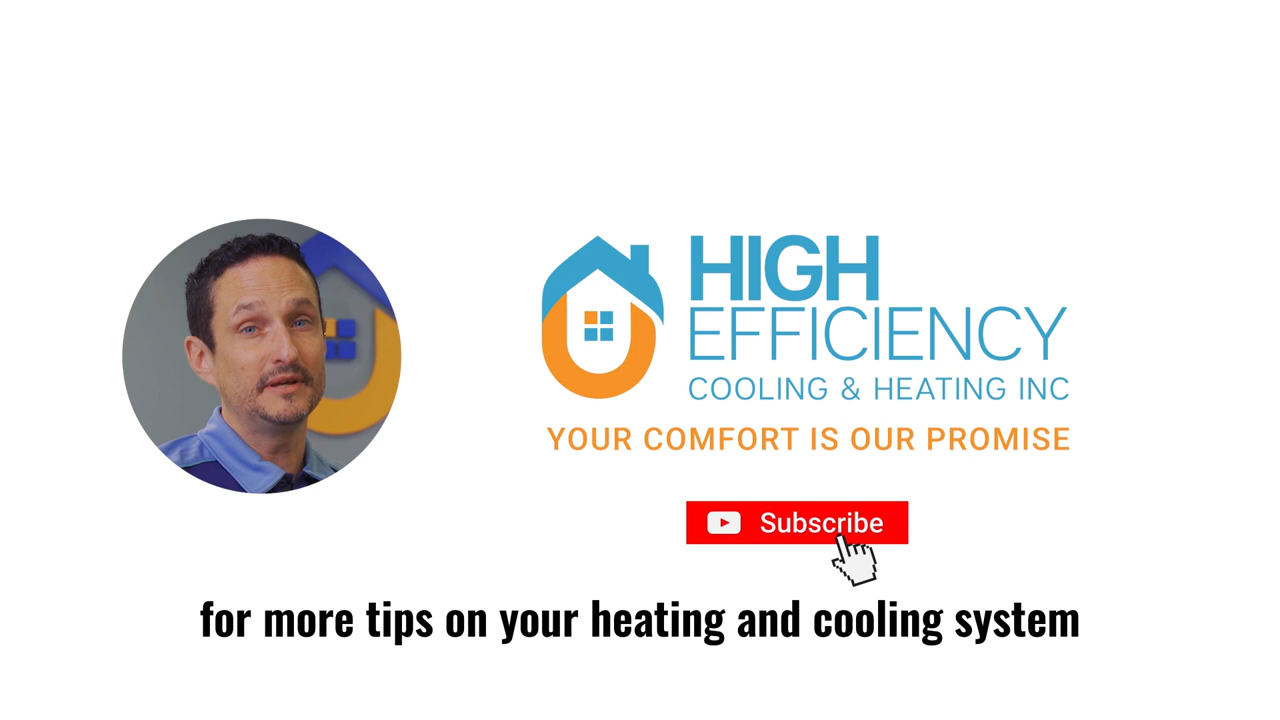 HIGH
EFFICIENCY
COOLING & HEATING INC
YOUR COMFORT IS OUR PROMISE
Subscribe
for more tips on your heating and cooling system